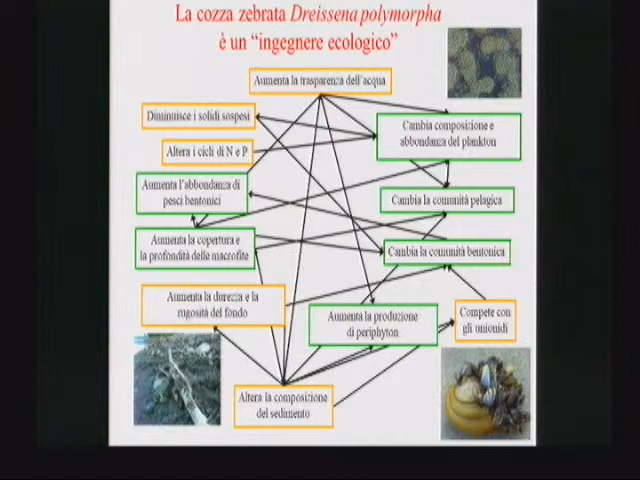 La cozza zebrata Dreissena polymorpha
è un “ingegnere ecologico”
Aumenta la trasparenza dell'acqua
Diminuisce i solidi sospesi
Cambia composizione e
abbondanza del plankton
Altera i cicli di N e P
Aumenta l'abbondanza di
pesci bentonici
Cambia la comunità pelagica
Aumenta la copertura e
la profondità delle macrofite
Cambia la comunità bentonica
Aumenta la durezza e la
rugosità del fondo
Aumenta la produzione
di periphyton
Compete con
gli unionidi
Altera la composizione
del sedimento